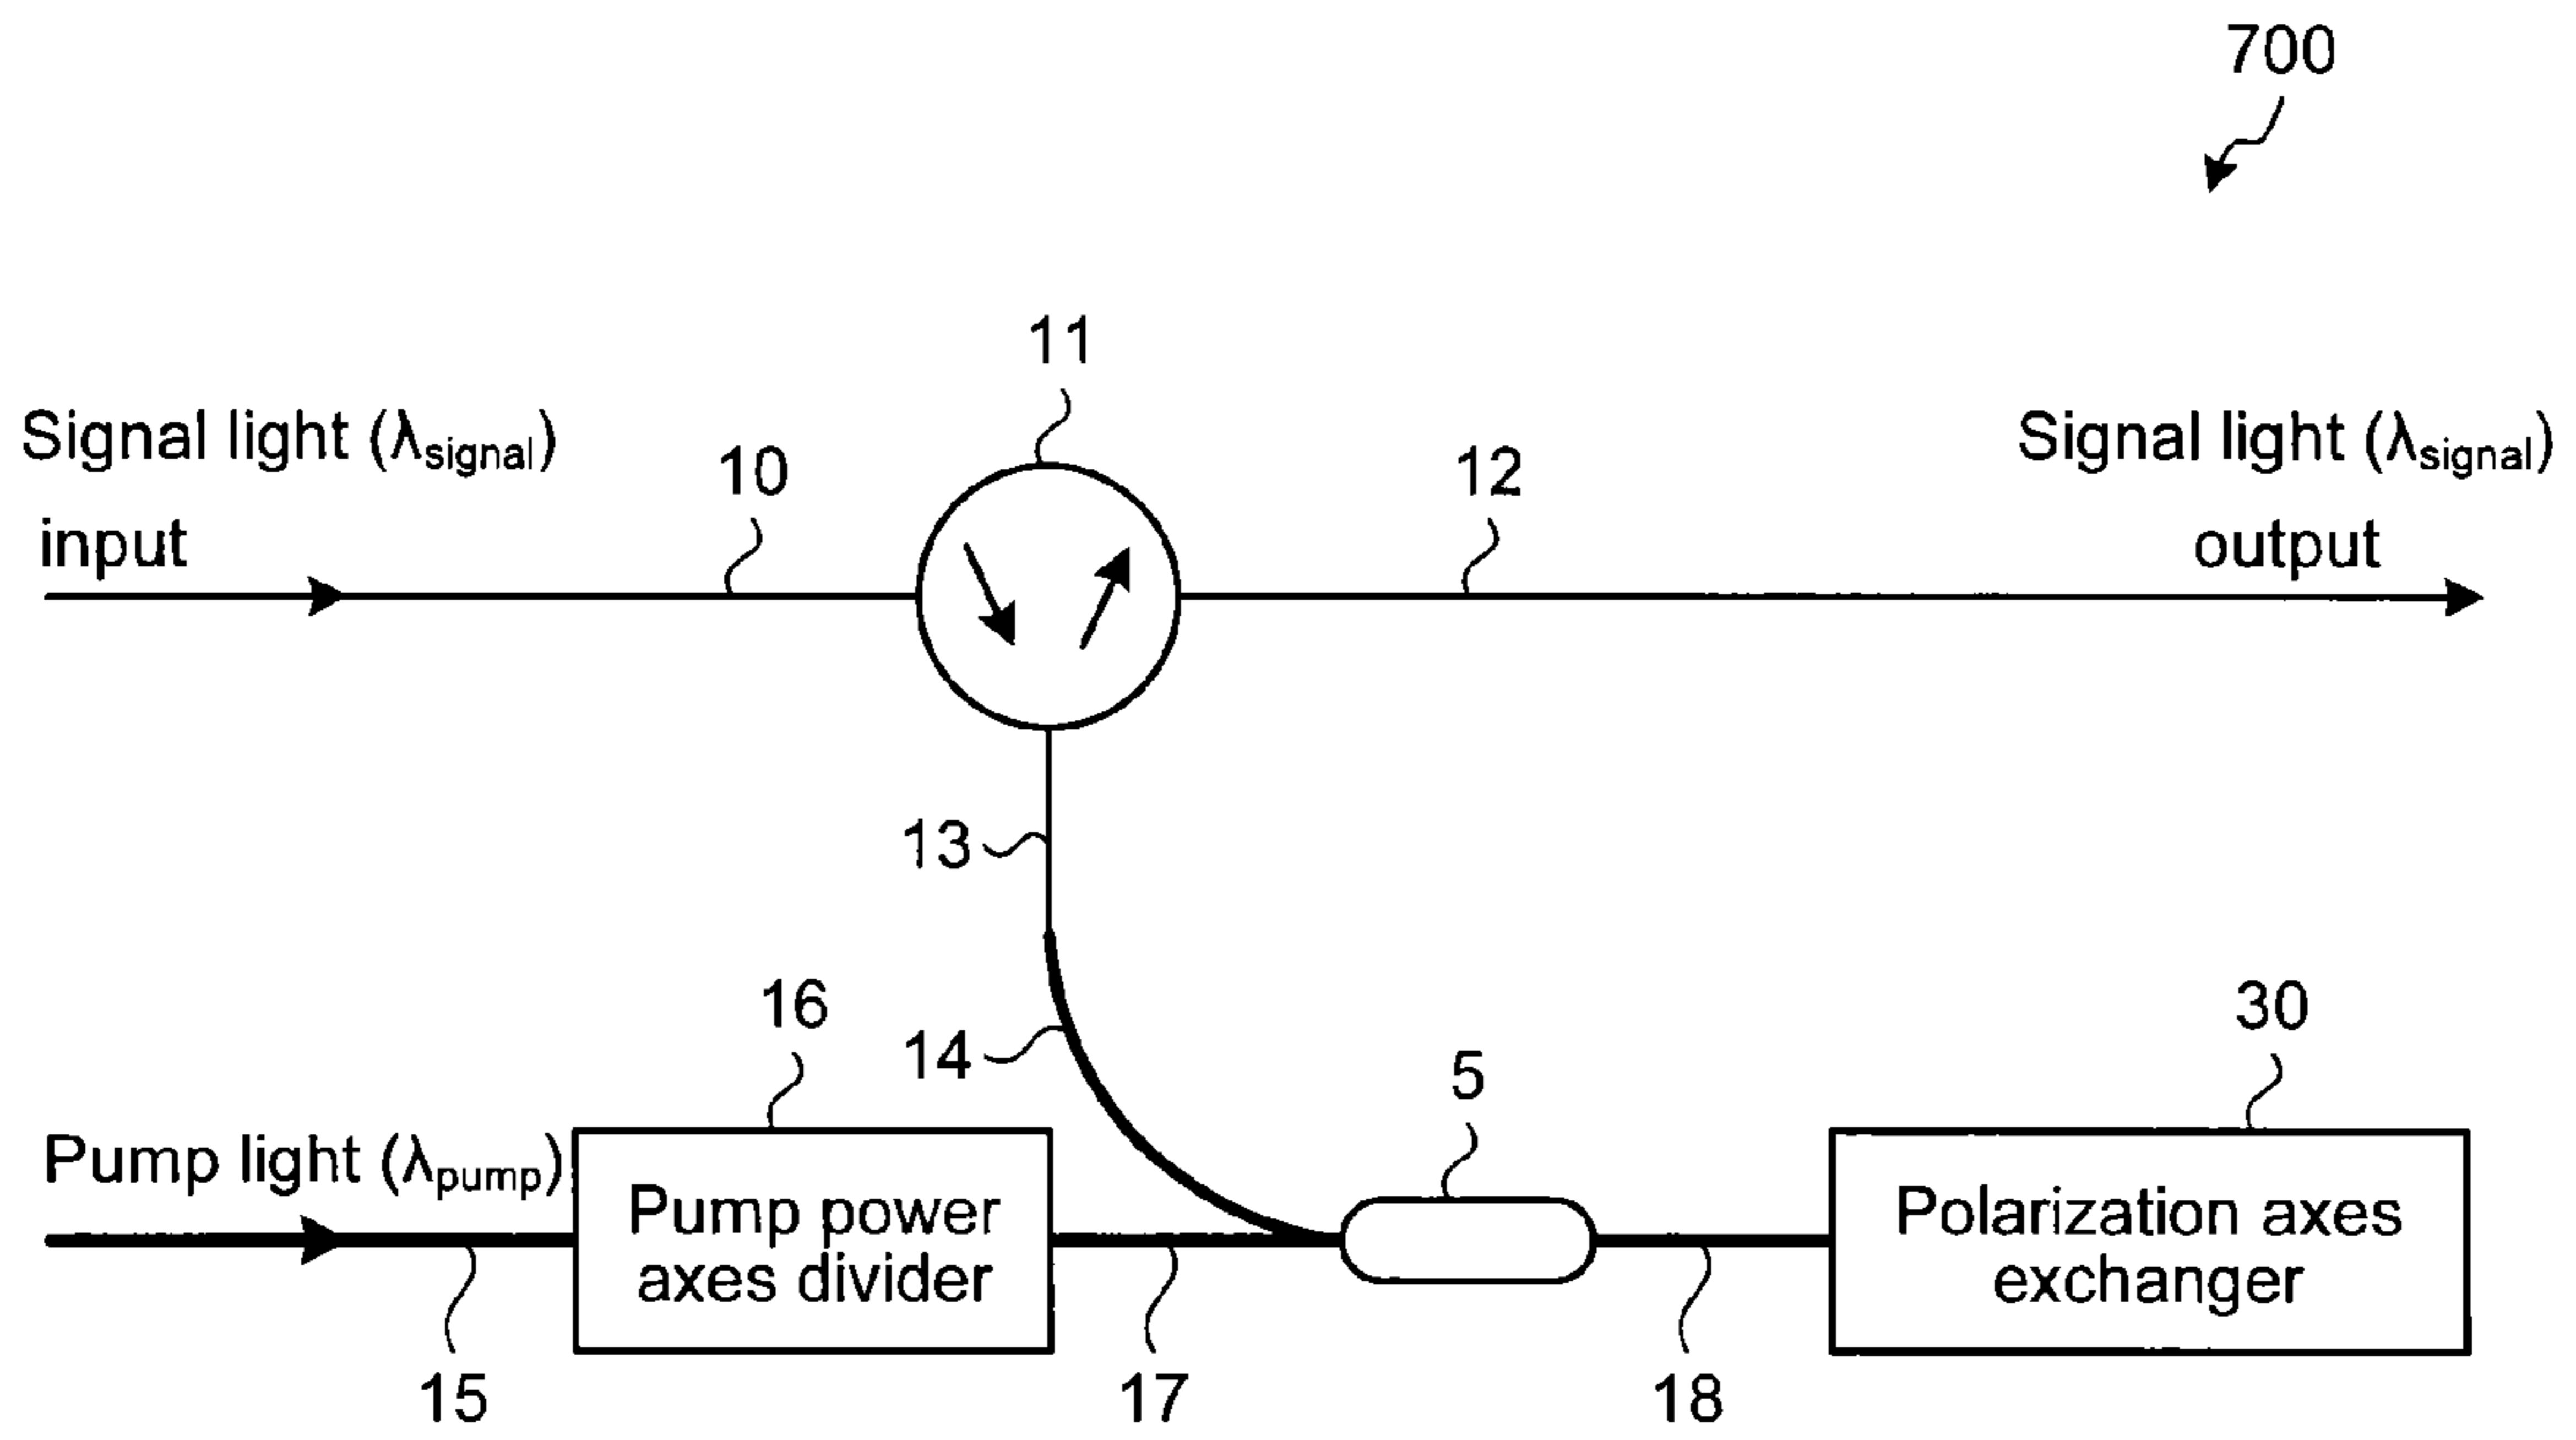 700
11
Signal light (λsignal)
input
10
12
Signal light (λsignal)
output
13
14
16
5
30
Pump light (λpump)
Pump power
axes divider
Polarization axes
exchanger
15
17
18